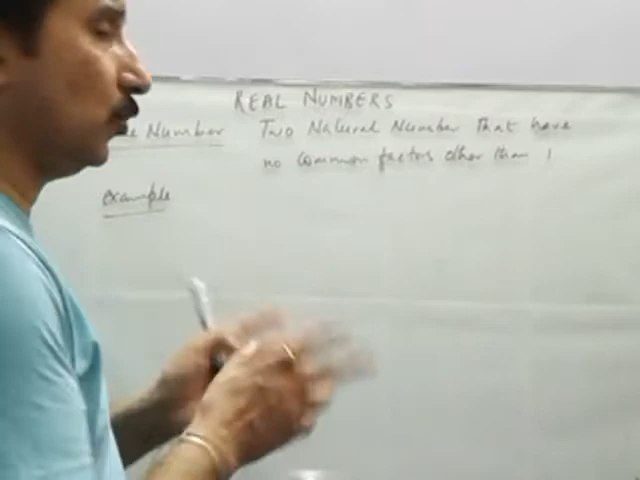 REAL NUMBERS
Number Two Natural Number That have
no common factors other than 1
example